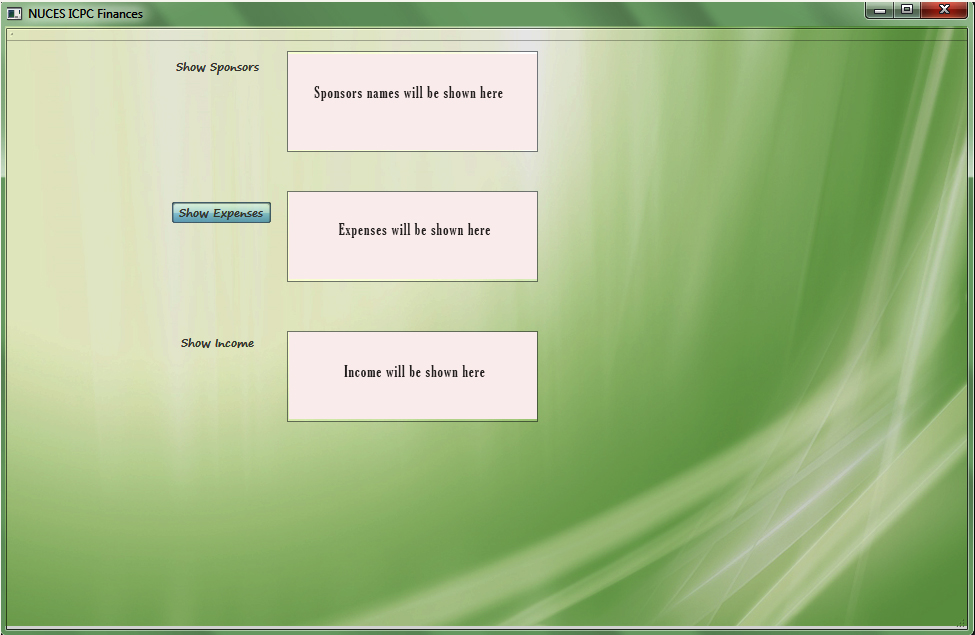 NUCES ICPC Finances
Show Sponsors
Sponsors names will be shown here
Show Expenses
Expenses will be shown here
Show Income
Income will be shown here